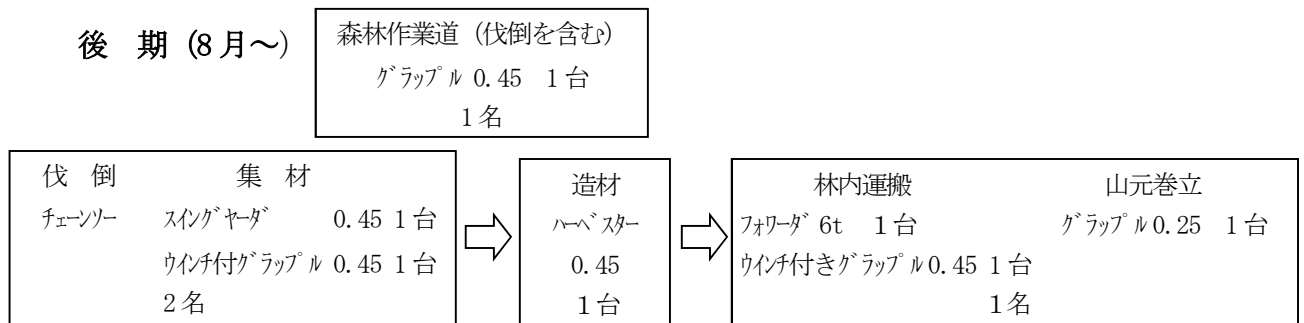 後 期 (8月～)
森林作業道（伐倒を含む）
ｸﾞﾗｯﾌﾟﾙ 0.45 1台
1名
伐 倒 集 材
ﾁｪｰﾝｿｰ ｽｲﾝｸﾞﾔｰﾀﾞ 0.45 1台
ｳｲﾝﾁ付ｸﾞﾗｯﾌﾟﾙ 0.45 1台
2名
造材
ﾊｰﾍﾞｽﾀｰ
0.45
1台
林内運搬 山元巻立
ﾌｫﾜｰﾀﾞ 6t 1台 ｸﾞﾗｯﾌﾟﾙ0.25 1台
ｳｲﾝﾁ付きｸﾞﾗｯﾌﾟﾙ0.45 1台
1名